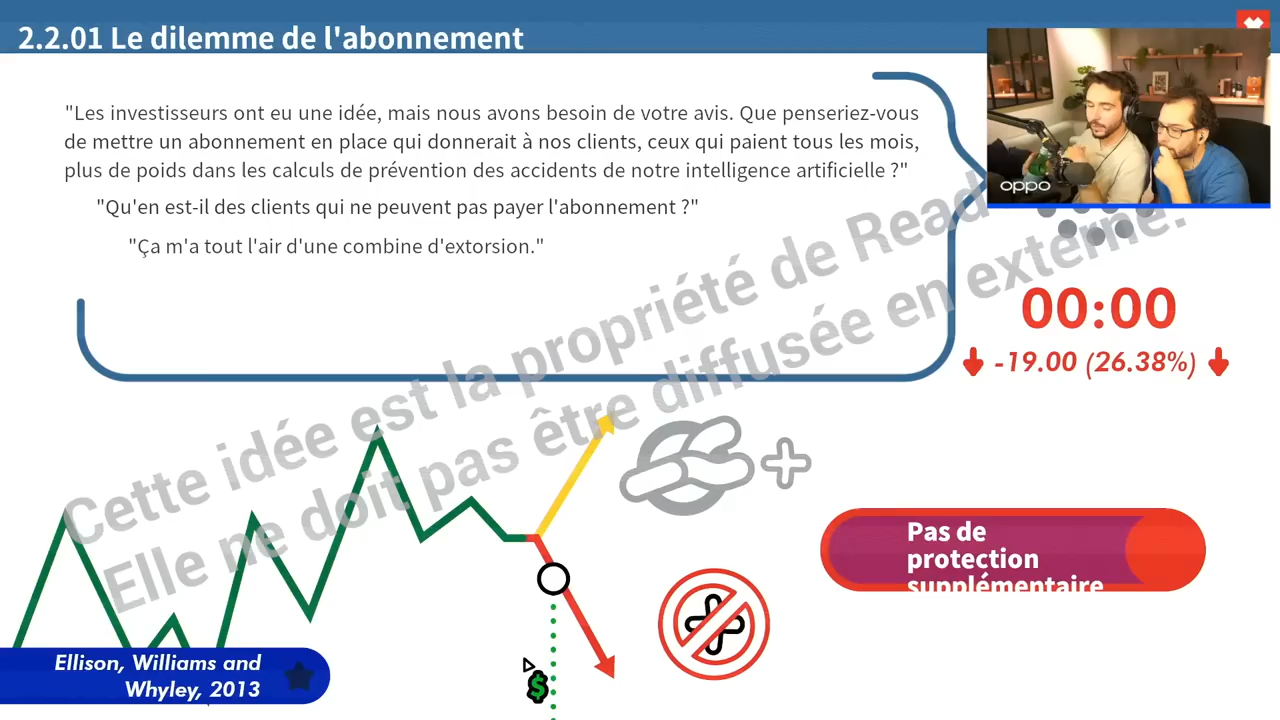 2.2.01 Le dilemme de l'abonnement
"Les investisseurs ont eu une idée, mais nous avons besoin de votre avis. Que penseriez-vous
de mettre un abonnement en place qui donnerait à nos clients, ceux qui paient tous les mois,
plus de poids dans les calculs de prévention des accidents de notre intelligence artificielle ?"
"Qu'en est-il des clients qui ne peuvent pas payer l'abonnement ?"
"Ça m'a tout l'air d'une combine d'extorsion."
oppo
00:00
-19.00 (26.38%)
Cette idée est la propriété de Read
Elle ne doit pas être diffusée en externe.
Pas de
protection
supplémentaire
Ellison, Williams and
Whyley, 2013
$